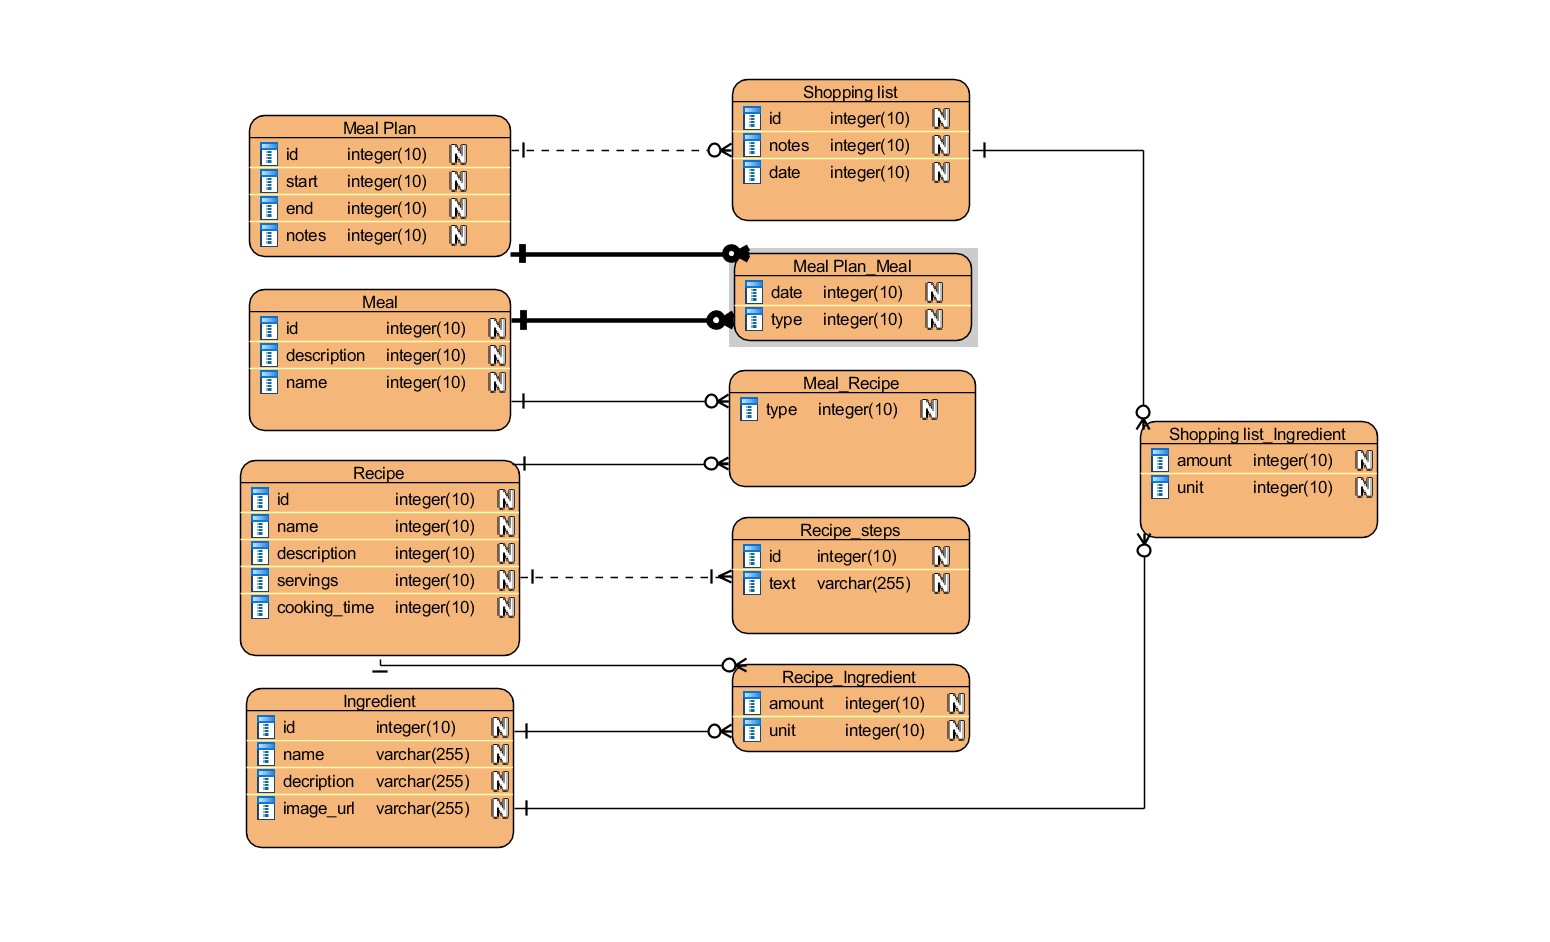 Meal Plan
id integer(10) N
start integer(10) N
end integer(10) N
notes integer(10) N
Shopping list
id integer(10) N
notes integer(10) N
date integer(10) N
Meal Plan_Meal
date integer(10) N
type integer(10) N
Meal
id integer(10) N
description integer(10) N
name integer(10) N
Meal_Recipe
type integer(10) N
Shopping list_Ingredient
amount integer(10) N
unit integer(10) N
Recipe
id integer(10) N
name integer(10) N
description integer(10) N
servings integer(10) N
cooking_time integer(10) N
Recipe_steps
id integer(10) N
text varchar(255) N
Recipe_Ingredient
amount integer(10) N
unit integer(10) N
Ingredient
id integer(10) N
name varchar(255) N
decription varchar(255) N
image_url varchar(255) N